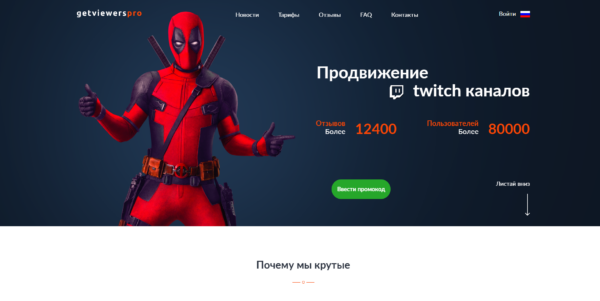 getviewerspro
Новости Тарифы Отзывы FAQ Контакты Войти
Продвижение
twitch каналов
Отзывов
Более 12400
Пользователей
Более 80000
Ввести промокод
Листай вниз
Почему мы крутые